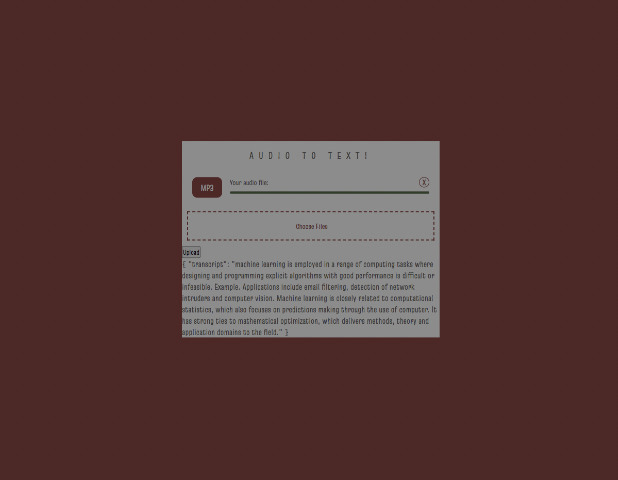 AUDIO TO TEXT!
MP3
Your audio file:
X
Choose Files
Upload
{ "transcript": "machine learning is employed in a range of computing tasks where
designing and programming explicit algorithms with good performance is difficult or
infeasible. Example. Applications include email filtering, detection of network
intruders and computer vision. Machine learning is closely related to computational
statistics, which also focuses on predictions making through the use of computer. It
has strong ties to mathematical optimization, which delivers methods, theory and
application domains to the field." }